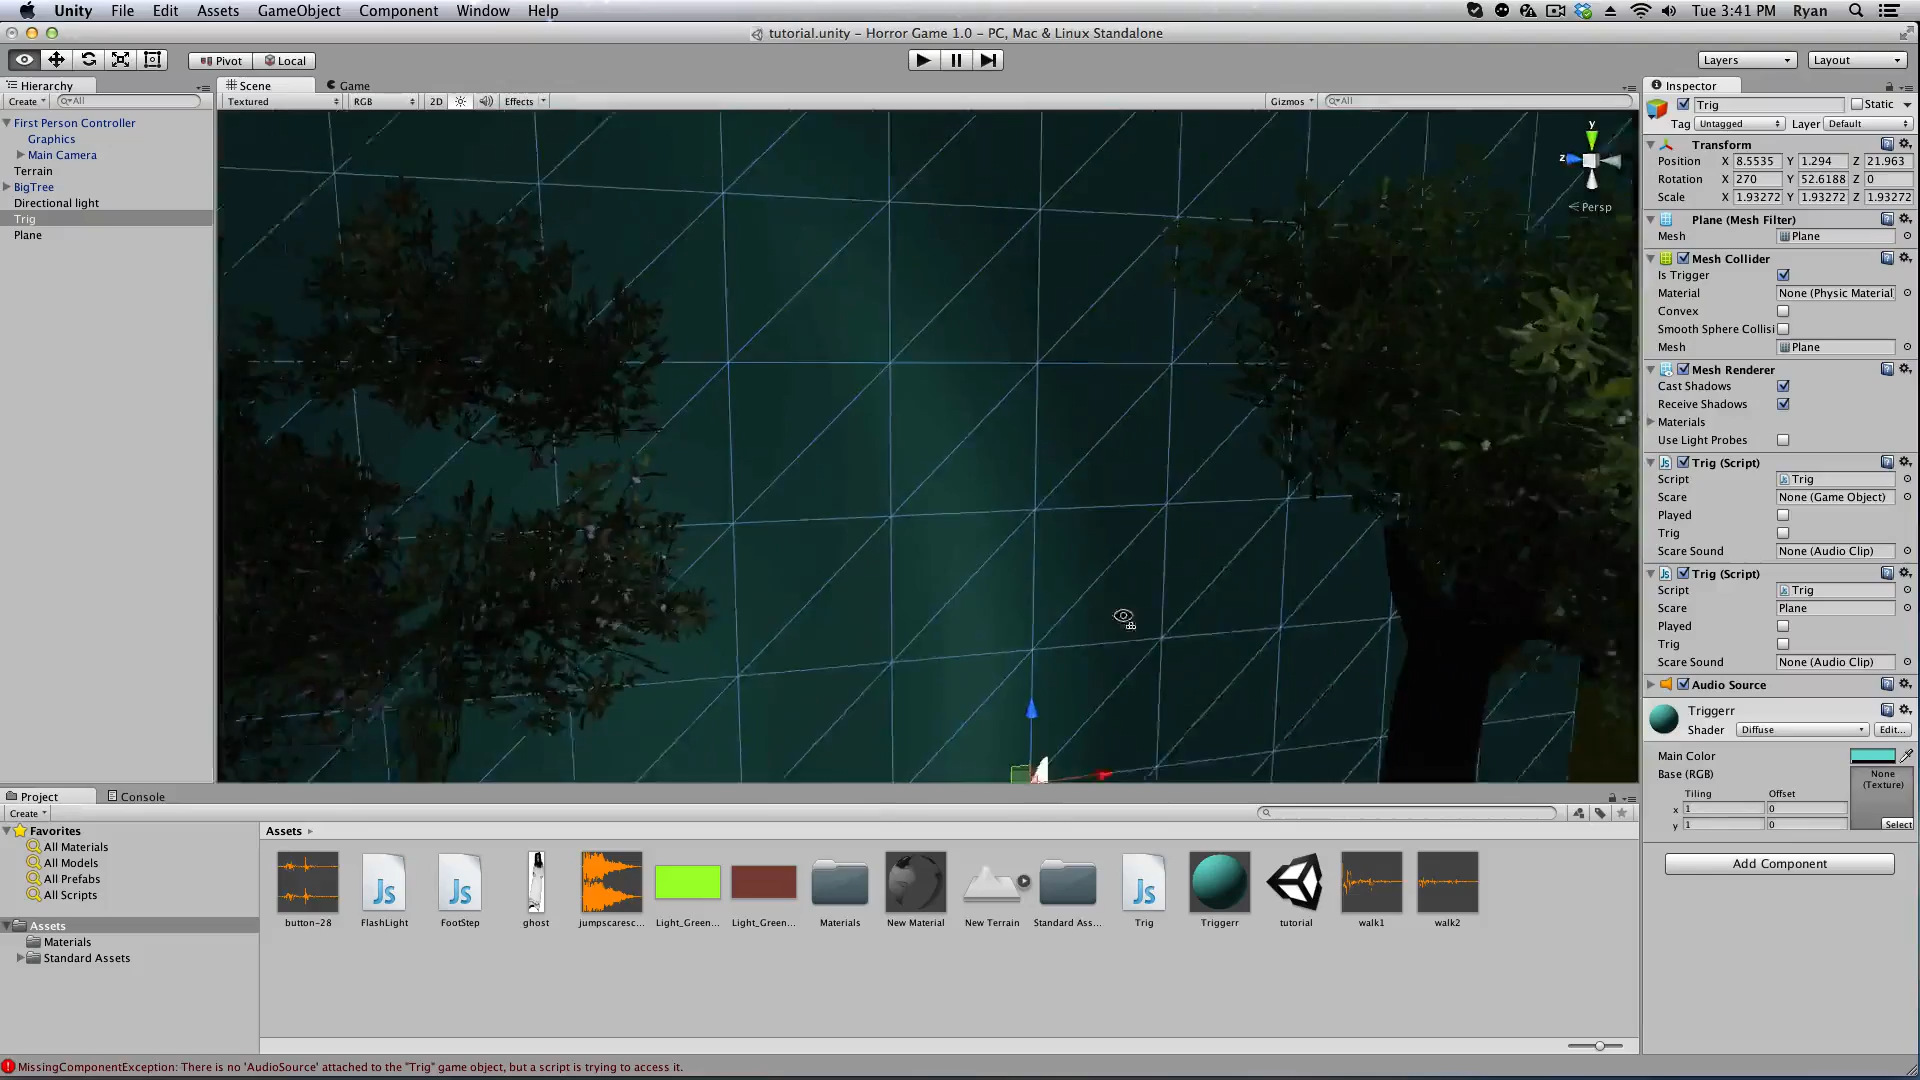 Unity File Edit Assets GameObject Component Window Help Tue 3:41 PM Ryan
tutorial.unity – Horror Game 1.0 – PC, Mac & Linux Standalone
Pivot Local Layers Layout
Hierarchy
Create All
First Person Controller
Graphics
Main Camera
Terrain
BigTree
Directional light
Trig
Plane
Scene Game
Textured RGB 2D Effects Gizmos All
y
z
Persp
Inspector
Trig Static
Tag Untagged Layer Default
Transform
Position X 8.5535 Y 1.294 Z 21.963
Rotation X 270 Y 52.6188 Z 0
Scale X 1.93272 Y 1.93272 Z 1.93272
Plane (Mesh Filter)
Mesh Plane
Mesh Collider
Is Trigger
Material None (Physic Material
Convex
Smooth Sphere Collisi
Mesh Plane
Mesh Renderer
Cast Shadows
Receive Shadows
Materials
Use Light Probes
Trig (Script)
Script Trig
Scare None (Game Object)
Played
Trig
Scare Sound None (Audio Clip)
Trig (Script)
Script Trig
Scare Plane
Played
Trig
Scare Sound None (Audio Clip)
Audio Source
Triggerr
Shader Diffuse Edit...
Main Color
Base (RGB) None (Texture)
Tiling Offset
x 1 0
y 1 0
Select
Add Component
Project Console
Create
Favorites
All Materials
All Models
All Prefabs
All Scripts
Assets
Materials
Standard Assets
Assets
button-28 FlashLight FootStep ghost jumpscaresc... Light_Green... Light_Green... Materials New Material New Terrain Standard Ass... Trig Triggerr tutorial walk1 walk2
MissingComponentException: There is no 'AudioSource' attached to the "Trig" game object, but a script is trying to access it.